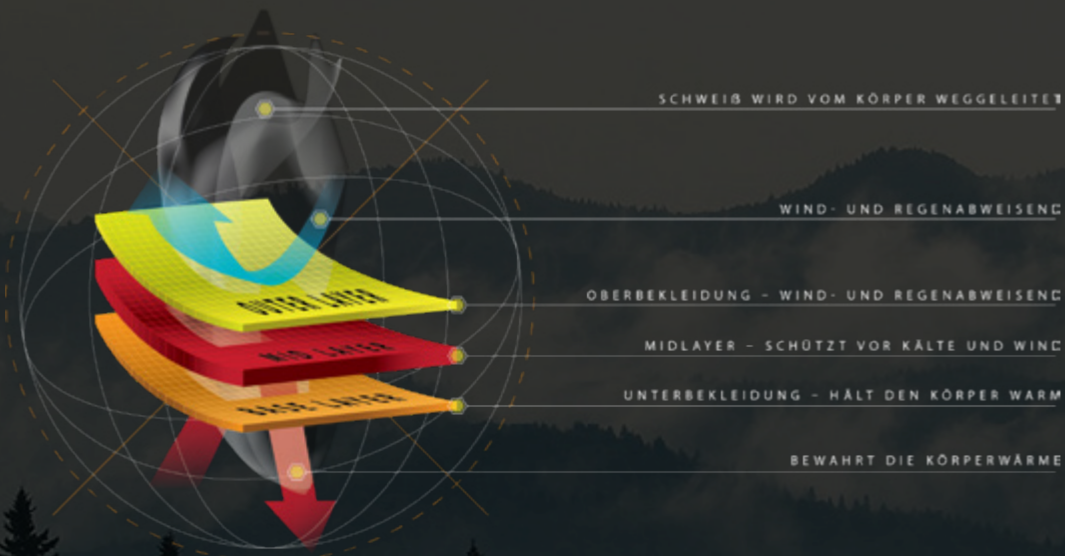 SCHWEIß WIRD VOM KÖRPER WEGGELEITET
WIND- UND REGENABWEISEND
OUTER LAYER
OBERBEKLEIDUNG – WIND- UND REGENABWEISEND
MID LAYER
MIDLAYER – SCHÜTZT VOR KÄLTE UND WIND
BASE LAYER
UNTERBEKLEIDUNG – HÄLT DEN KÖRPER WARM
BEWAHRT DIE KÖRPERWÄRME